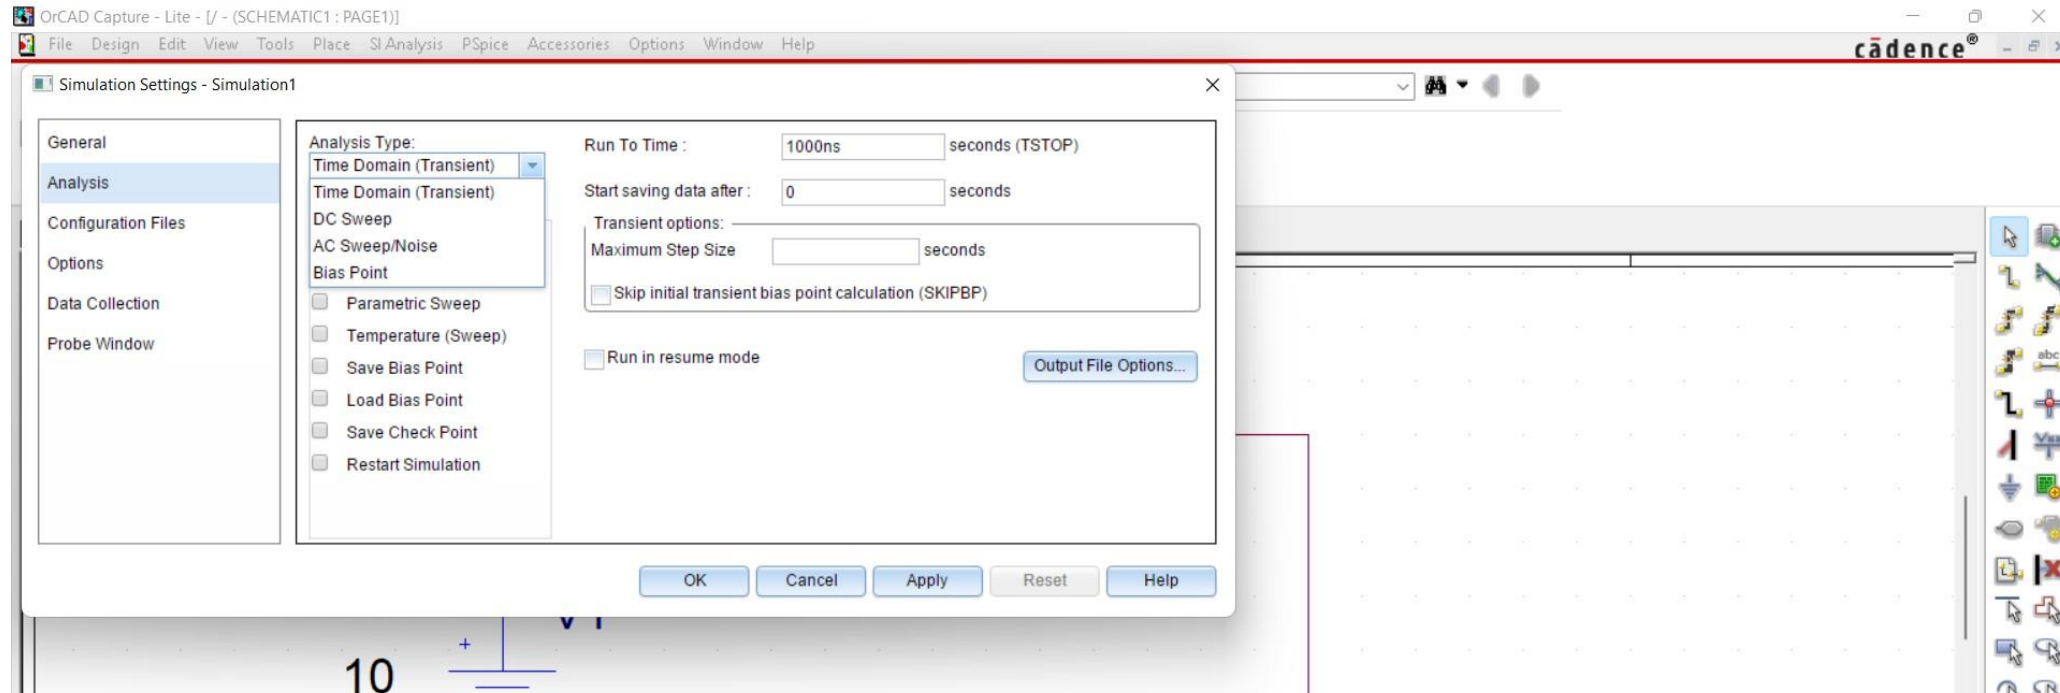 OrCAD Capture - Lite - [/ - (SCHEMATIC1 : PAGE1)]
File Design Edit View Tools Place SI Analysis PSpice Accessories Options Window Help
cādence®
Simulation Settings - Simulation1
General
Analysis
Configuration Files
Options
Data Collection
Probe Window
Analysis Type:
Time Domain (Transient)
Time Domain (Transient)
DC Sweep
AC Sweep/Noise
Bias Point
Parametric Sweep
Temperature (Sweep)
Save Bias Point
Load Bias Point
Save Check Point
Restart Simulation
Run To Time : 1000ns seconds (TSTOP)
Start saving data after : 0 seconds
Transient options:
Maximum Step Size seconds
Skip initial transient bias point calculation (SKIPBP)
Run in resume mode
Output File Options...
OK Cancel Apply Reset Help
abc
+
10